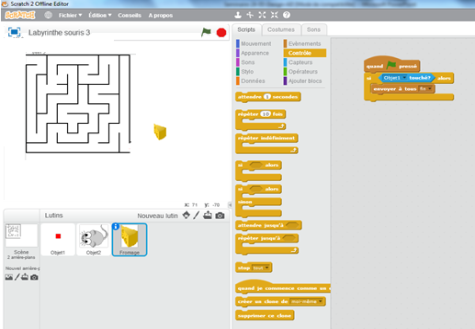 Scratch 2 Offline Editor
SCRATCH Fichier Édition Conseils A propos
Labyrinthe souris 3
Scripts Costumes Sons
Mouvement Évènements
Apparence Contrôle
Sons Capteurs
Stylo Opérateurs
Données Ajouter blocs
quand pressé
si Objet1 touché? alors
envoyer à tous fin
attendre 1 secondes
répéter 10 fois
répéter indéfiniment
si alors
si alors
sinon
attendre jusqu'à
répéter jusqu'à
stop tout
quand je commence comme un
créer un clone de moi-même
supprimer ce clone
x: 71 y: -76
Lutins Nouveau lutin
Scène
2 arrière-plans
Nouvel arrière-plan
Objet1 Objet2 Fromage